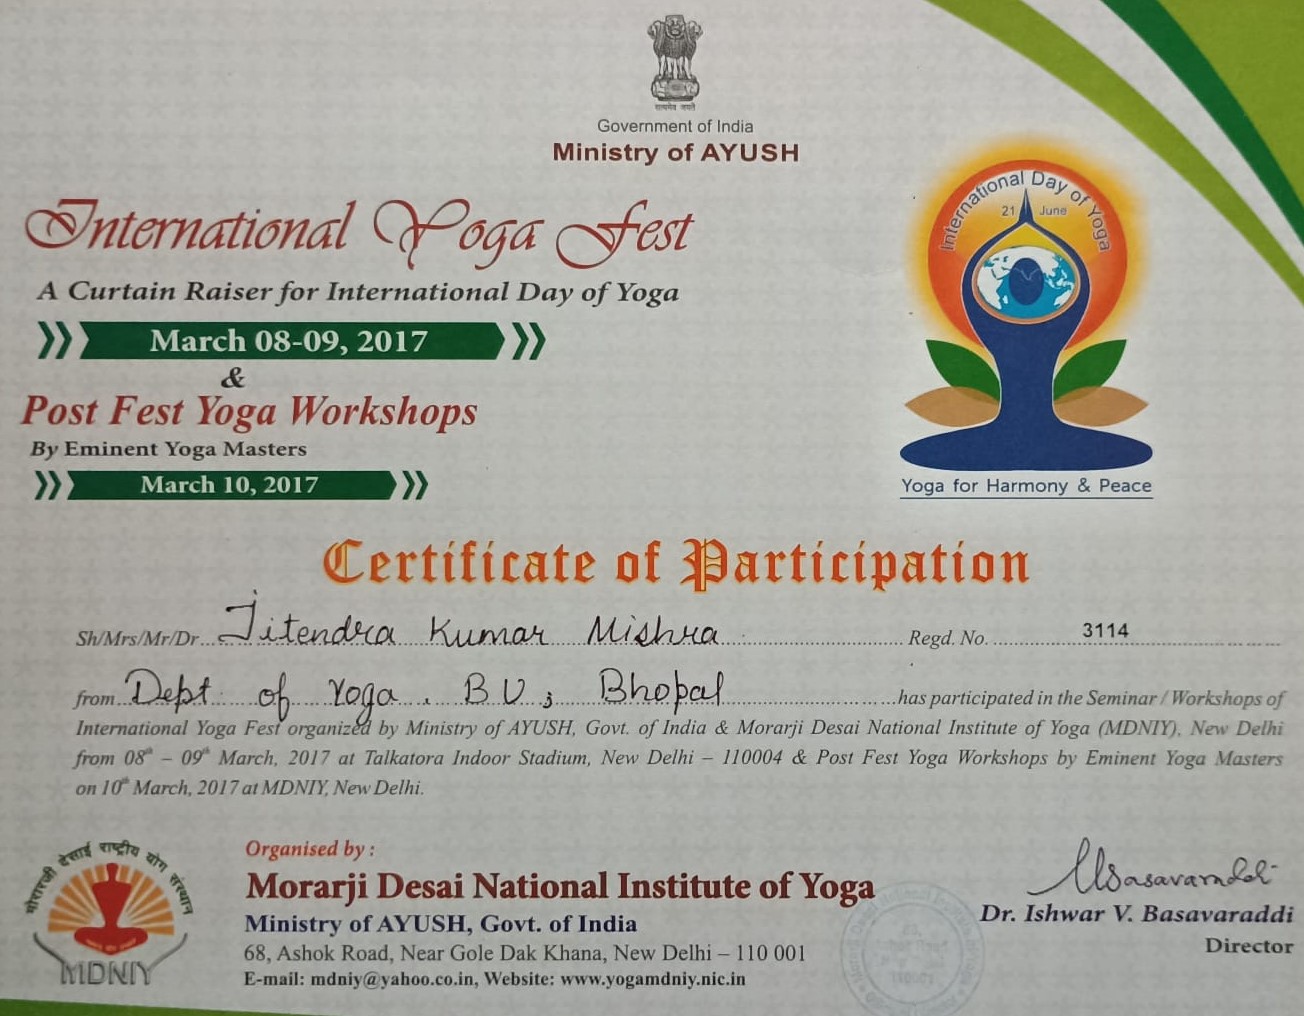 सत्यमेव जयते
Government of India
Ministry of AYUSH
International Yoga Fest
A Curtain Raiser for International Day of Yoga
March 08-09, 2017
&
Post Fest Yoga Workshops
By Eminent Yoga Masters
March 10, 2017
International Day of Yoga
21 June
Yoga for Harmony & Peace
Certificate of Participation
Sh/Mrs/Mr/Dr Jitendra Kumar Mishra Regd. No. 3114
from Dept. of Yoga, BU, Bhopal has participated in the Seminar / Workshops of
International Yoga Fest organized by Ministry of AYUSH, Govt. of India & Morarji Desai National Institute of Yoga (MDNIY), New Delhi
from 08th – 09th March, 2017 at Talkatora Indoor Stadium, New Delhi – 110004 & Post Fest Yoga Workshops by Eminent Yoga Masters
on 10th March, 2017 at MDNIY, New Delhi.
मोरारजी देसाई राष्ट्रीय योग संस्थान
MDNIY
Organised by :
Morarji Desai National Institute of Yoga
Ministry of AYUSH, Govt. of India
68, Ashok Road, Near Gole Dak Khana, New Delhi – 110 001
E-mail: mdniy@yahoo.co.in, Website: www.yogamdniy.nic.in
Dr. Ishwar V. Basavaraddi
Director